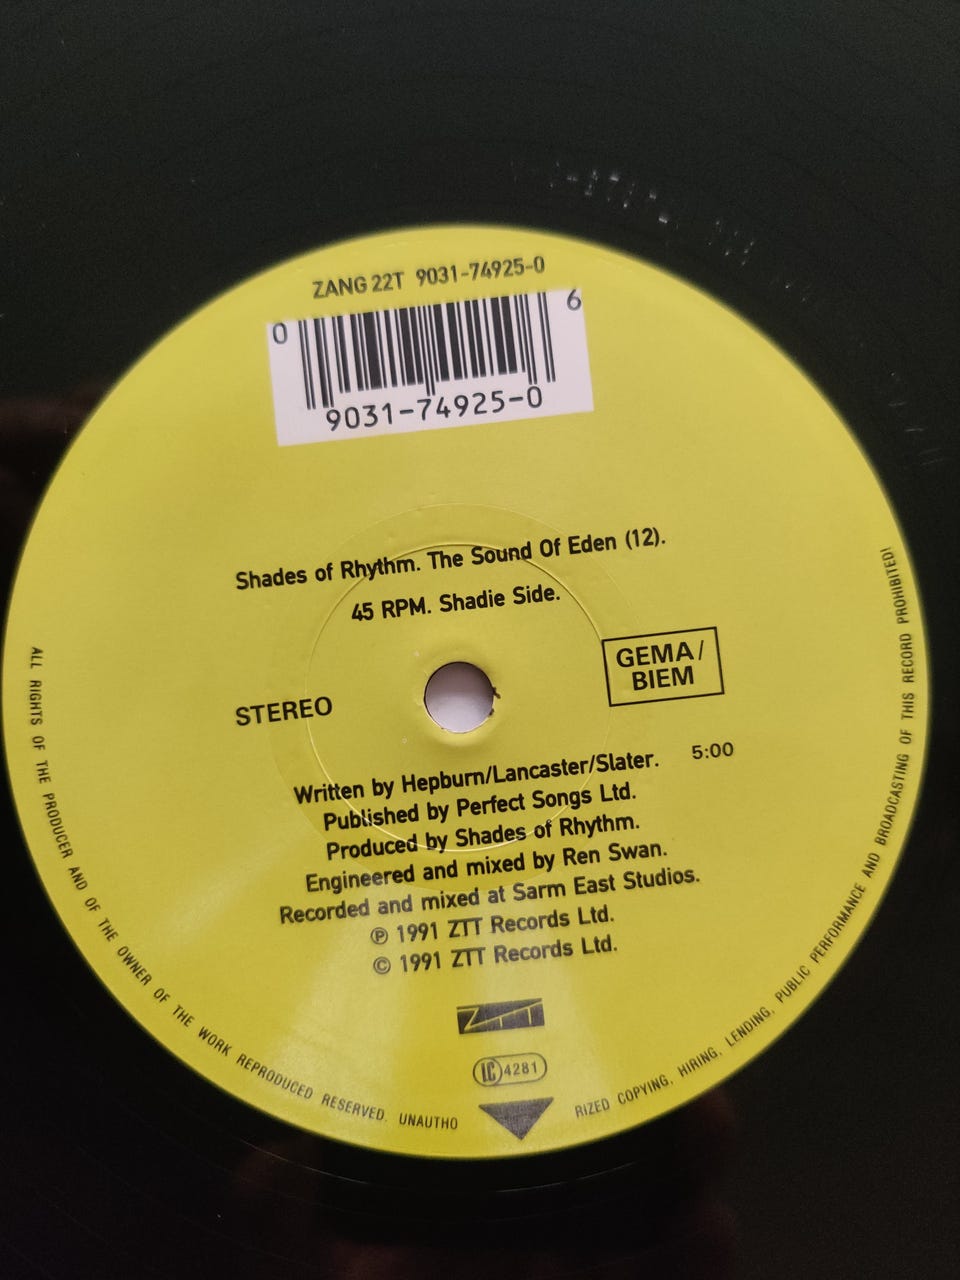 ZANG 22T 9031-74925-0
0 6
9031-74925-0
Shades of Rhythm. The Sound Of Eden (12).
45 RPM. Shadie Side.
STEREO
GEMA/
BIEM
Written by Hepburn/Lancaster/Slater. 5:00
Published by Perfect Songs Ltd.
Produced by Shades of Rhythm.
Engineered and mixed by Ren Swan.
Recorded and mixed at Sarm East Studios.
℗ 1991 ZTT Records Ltd.
© 1991 ZTT Records Ltd.
ZTT
LC 4281
ALL RIGHTS OF THE PRODUCER AND OF THE OWNER OF THE WORK REPRODUCED RESERVED. UNAUTHO RIZED COPYING, HIRING, LENDING, PUBLIC PERFORMANCE AND BROADCASTING OF THIS RECORD PROHIBITED!